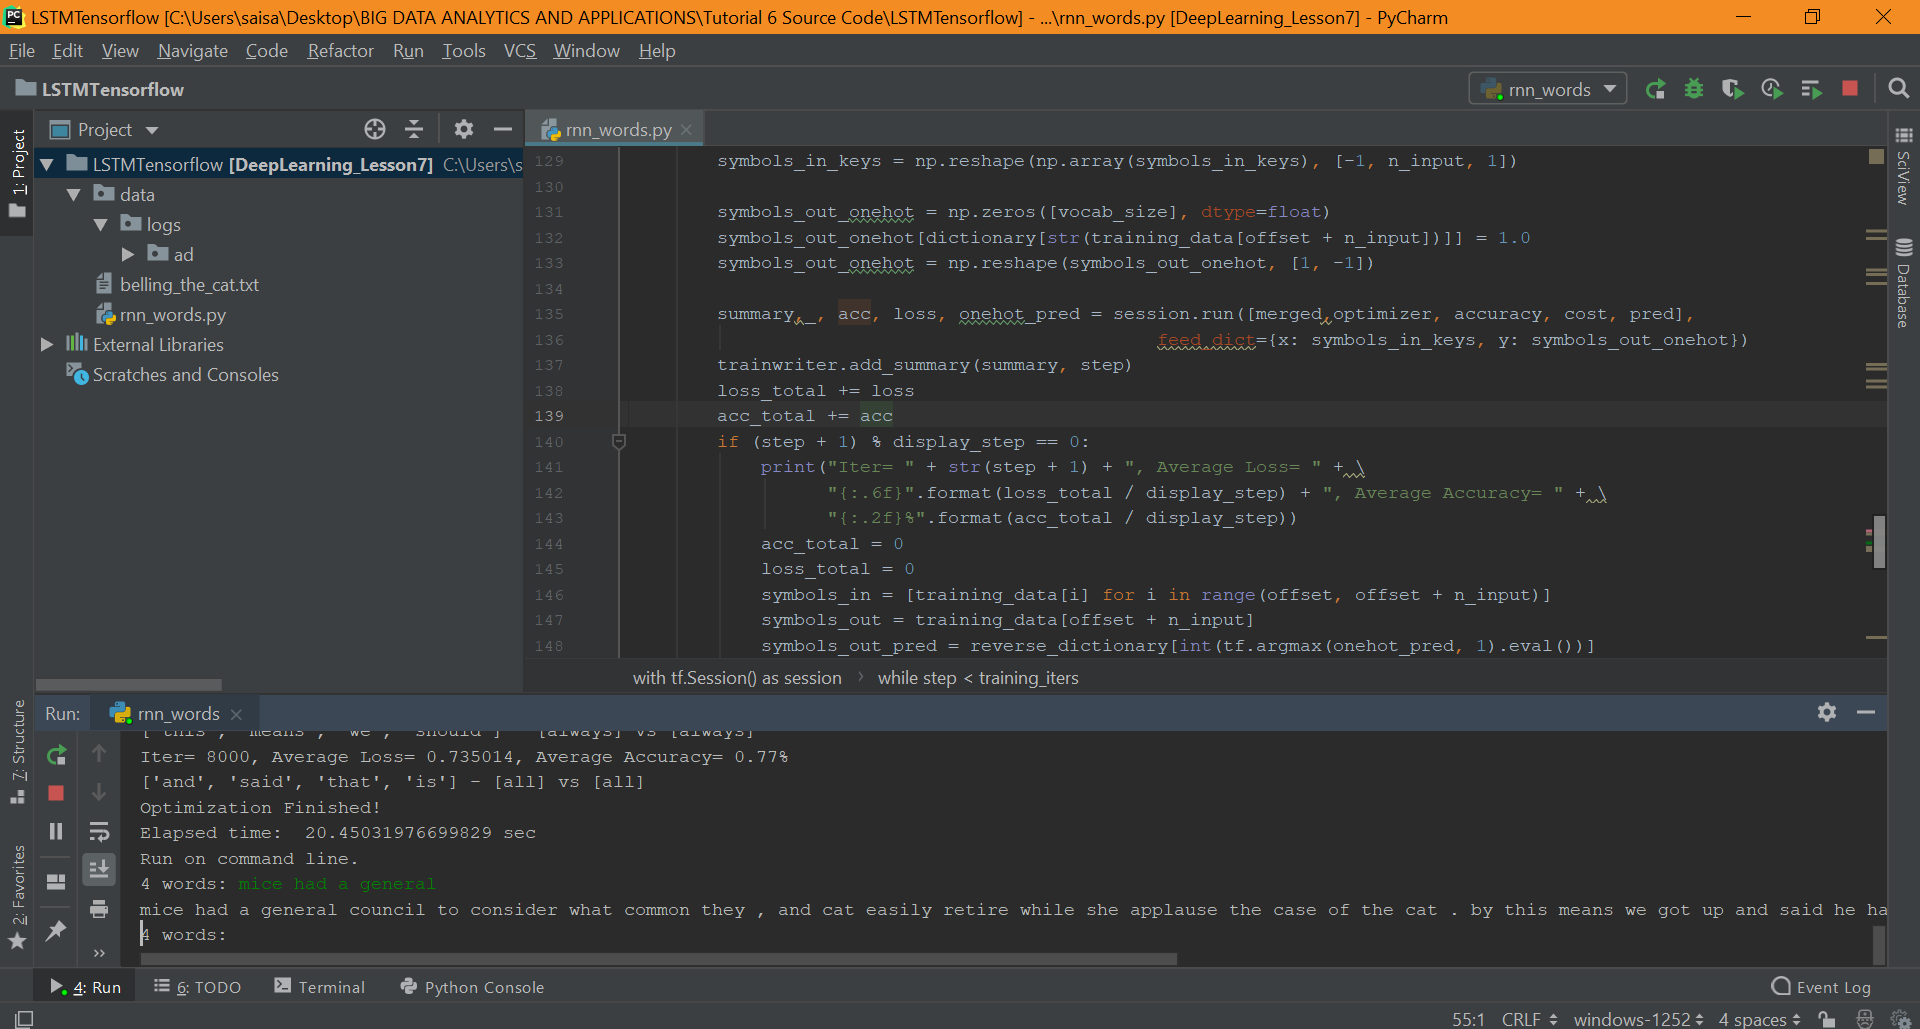 PC LSTMTensorflow [C:\Users\saisa\Desktop\BIG DATA ANALYTICS AND APPLICATIONS\Tutorial 6 Source Code\LSTMTensorflow] - ...\rnn_words.py [DeepLearning_Lesson7] - PyCharm
File Edit View Navigate Code Refactor Run Tools VCS Window Help
LSTMTensorflow
rnn_words
Project
rnn_words.py
1: Project
LSTMTensorflow [DeepLearning_Lesson7] C:\Users\s
data
logs
ad
belling_the_cat.txt
rnn_words.py
External Libraries
Scratches and Consoles
129 symbols_in_keys = np.reshape(np.array(symbols_in_keys), [-1, n_input, 1])
130
131 symbols_out_onehot = np.zeros([vocab_size], dtype=float)
132 symbols_out_onehot[dictionary[str(training_data[offset + n_input])]] = 1.0
133 symbols_out_onehot = np.reshape(symbols_out_onehot, [1, -1])
134
135 summary,_, acc, loss, onehot_pred = session.run([merged,optimizer, accuracy, cost, pred],
136 feed_dict={x: symbols_in_keys, y: symbols_out_onehot})
137 trainwriter.add_summary(summary, step)
138 loss_total += loss
139 acc_total += acc
140 if (step + 1) % display_step == 0:
141 print("Iter= " + str(step + 1) + ", Average Loss= " + \
142 "{:.6f}".format(loss_total / display_step) + ", Average Accuracy= " + \
143 "{:.2f}%".format(acc_total / display_step))
144 acc_total = 0
145 loss_total = 0
146 symbols_in = [training_data[i] for i in range(offset, offset + n_input)]
147 symbols_out = training_data[offset + n_input]
148 symbols_out_pred = reverse_dictionary[int(tf.argmax(onehot_pred, 1).eval())]
with tf.Session() as session › while step < training_iters
SciView
Database
Run: rnn_words
7: Structure
2: Favorites
['this', 'means', 'we', 'should'] - [always] vs [always]
Iter= 8000, Average Loss= 0.735014, Average Accuracy= 0.77%
['and', 'said', 'that', 'is'] - [all] vs [all]
Optimization Finished!
Elapsed time:  20.45031976699829 sec
Run on command line.
4 words: mice had a general
mice had a general council to consider what common they , and cat easily retire while she applause the case of the cat . by this means we got up and said he ha
4 words:
»
4: Run 6: TODO Terminal Python Console Event Log
55:1 CRLF windows-1252 4 spaces